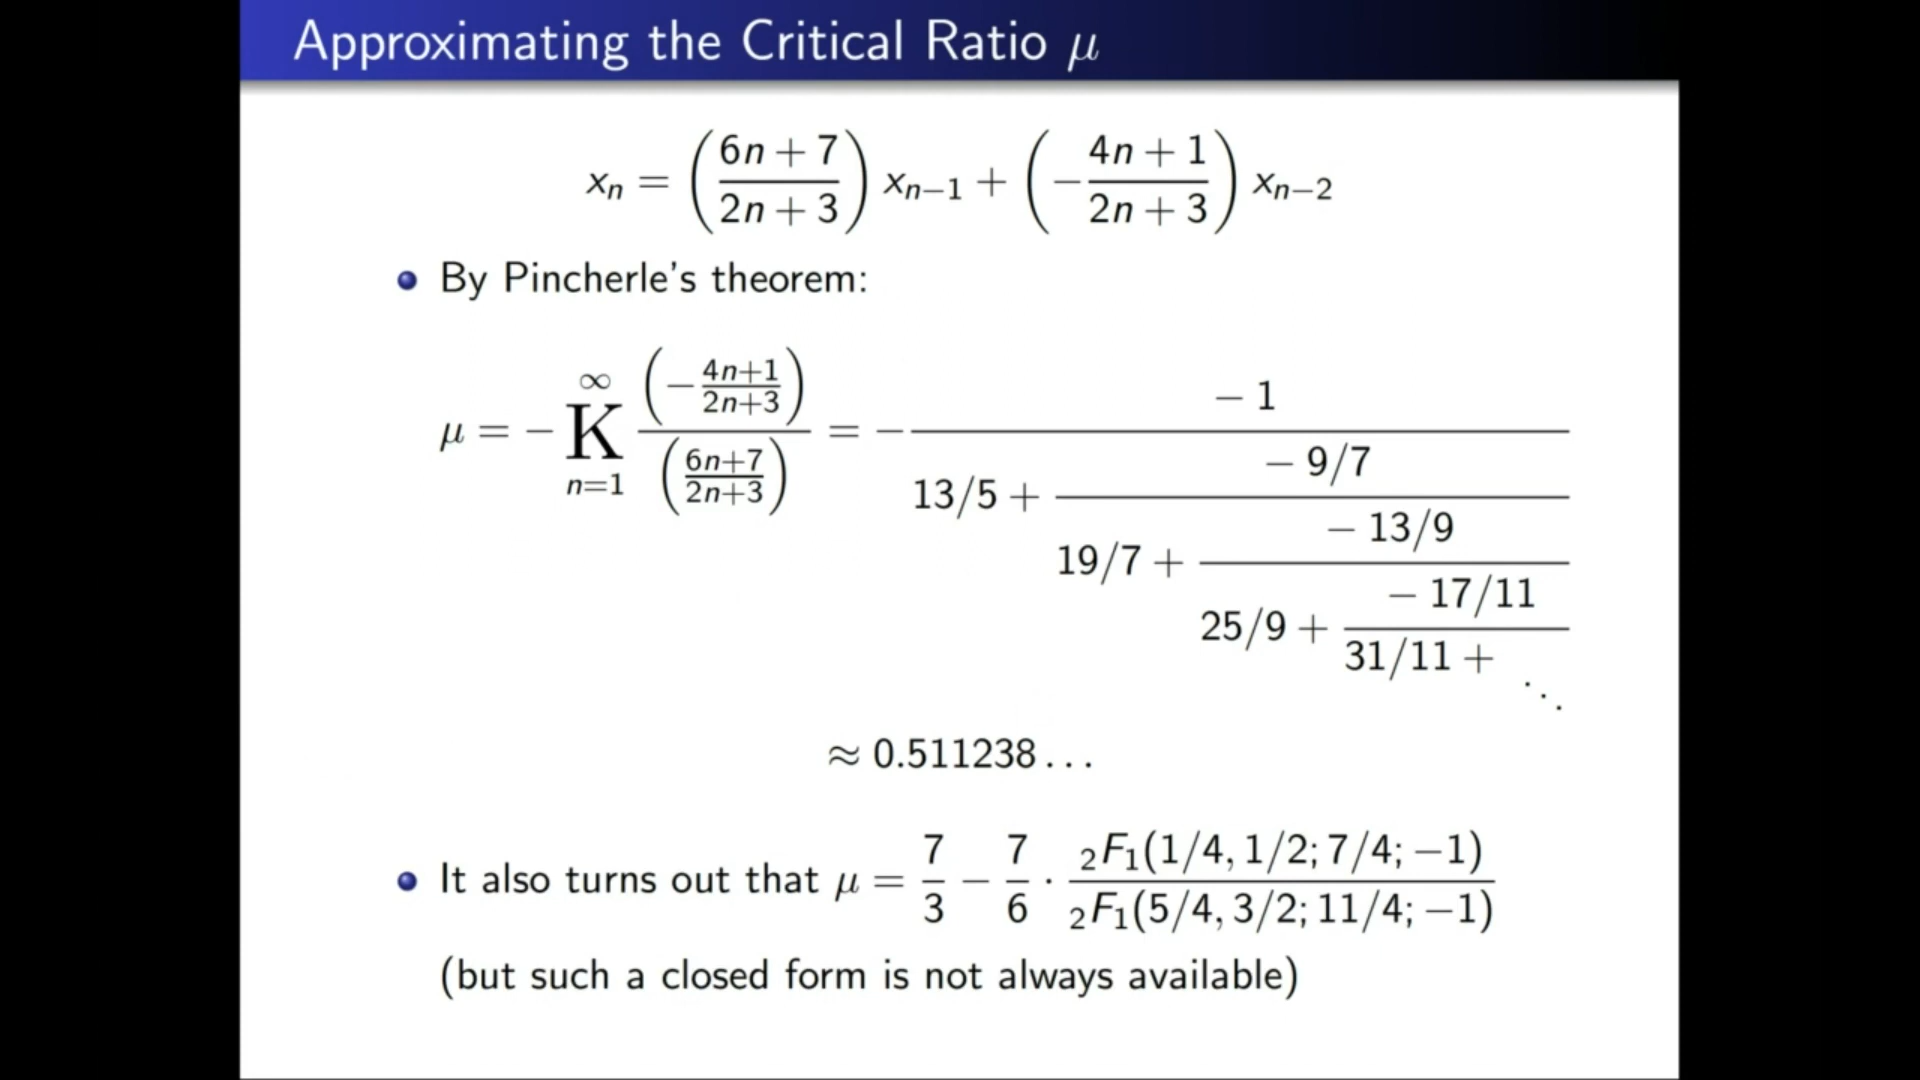 Approximating the Critical Ratio μ
xₙ = ( (6n + 7)/(2n + 3) ) xₙ₋₁ + ( − (4n + 1)/(2n + 3) ) xₙ₋₂
By Pincherle's theorem:
μ = − K_{n=1}^{∞} ( − (4n+1)/(2n+3) ) / ( (6n+7)/(2n+3) ) = − (− 1)/(13/5 + (− 9/7)/(19/7 + (− 13/9)/(25/9 + (− 17/11)/(31/11 + ⋱))))
≈ 0.511238 . . .
It also turns out that μ = 7/3 − 7/6 · ₂F₁(1/4, 1/2; 7/4; −1) / ₂F₁(5/4, 3/2; 11/4; −1)
(but such a closed form is not always available)